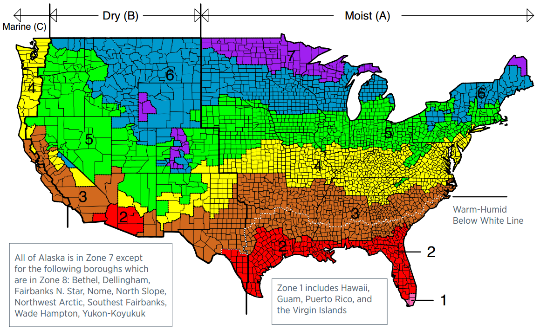 Dry (B)
Moist (A)
Marine (C)
7
6
6
4
5
5
4
3
3
2
2
Warm-Humid
Below White Line
2
1
All of Alaska is in Zone 7 except
for the following boroughs which
are in Zone 8: Bethel, Dellingham,
Fairbanks N. Star, Nome, North Slope,
Northwest Arctic, Southest Fairbanks,
Wade Hampton, Yukon-Koyukuk
Zone 1 includes Hawaii,
Guam, Puerto Rico, and
the Virgin Islands